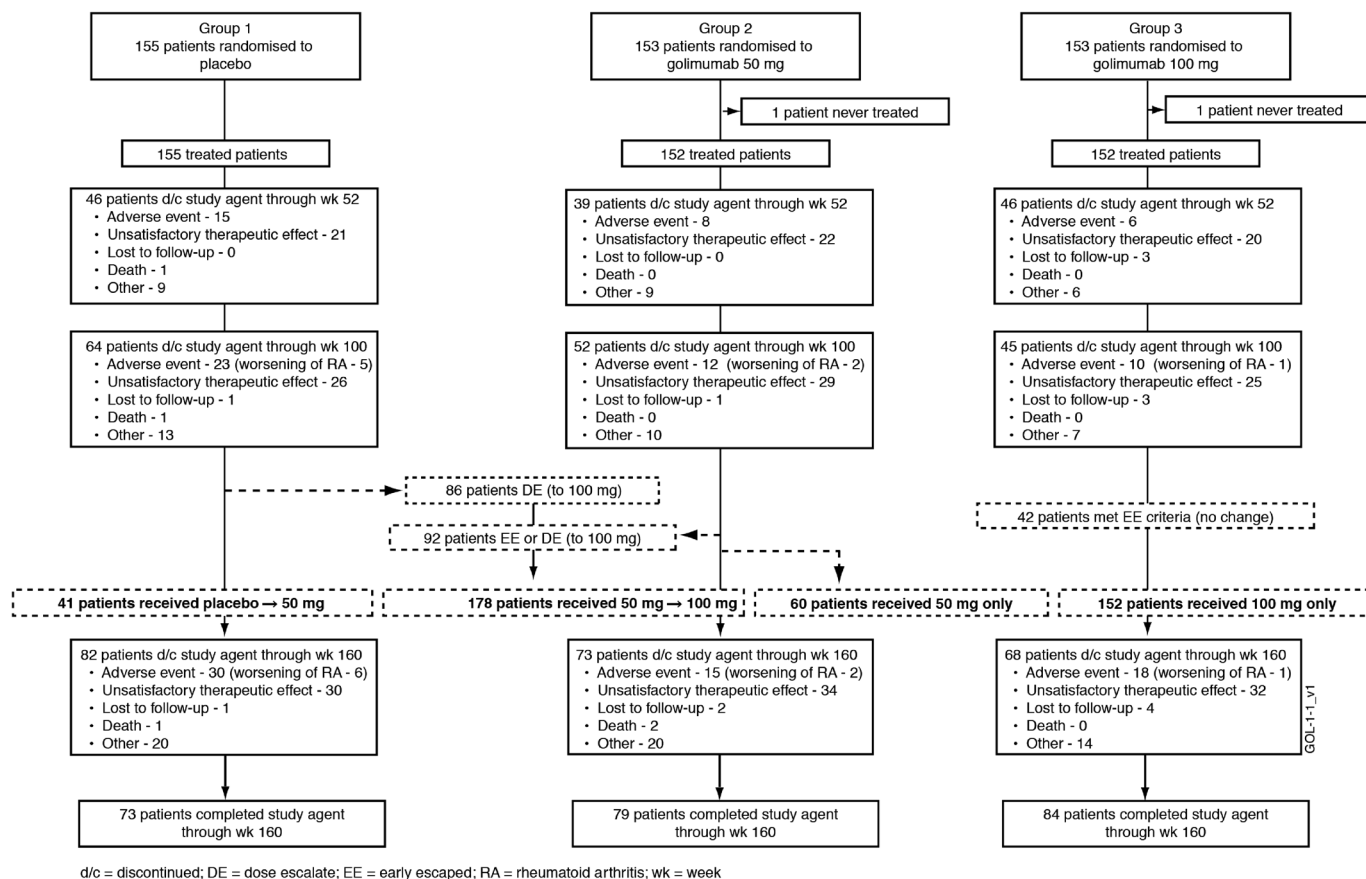 Group 1
155 patients randomised to
placebo
Group 2
153 patients randomised to
golimumab 50 mg
Group 3
153 patients randomised to
golimumab 100 mg
1 patient never treated
1 patient never treated
155 treated patients
152 treated patients
152 treated patients
46 patients d/c study agent through wk 52
• Adverse event - 15
• Unsatisfactory therapeutic effect - 21
• Lost to follow-up - 0
• Death - 1
• Other - 9
39 patients d/c study agent through wk 52
• Adverse event - 8
• Unsatisfactory therapeutic effect - 22
• Lost to follow-up - 0
• Death - 0
• Other - 9
46 patients d/c study agent through wk 52
• Adverse event - 6
• Unsatisfactory therapeutic effect - 20
• Lost to follow-up - 3
• Death - 0
• Other - 6
64 patients d/c study agent through wk 100
• Adverse event - 23 (worsening of RA - 5)
• Unsatisfactory therapeutic effect - 26
• Lost to follow-up - 1
• Death - 1
• Other - 13
52 patients d/c study agent through wk 100
• Adverse event - 12 (worsening of RA - 2)
• Unsatisfactory therapeutic effect - 29
• Lost to follow-up - 1
• Death - 0
• Other - 10
45 patients d/c study agent through wk 100
• Adverse event - 10 (worsening of RA - 1)
• Unsatisfactory therapeutic effect - 25
• Lost to follow-up - 3
• Death - 0
• Other - 7
86 patients DE (to 100 mg)
92 patients EE or DE (to 100 mg)
42 patients met EE criteria (no change)
41 patients received placebo → 50 mg
178 patients received 50 mg → 100 mg
60 patients received 50 mg only
152 patients received 100 mg only
82 patients d/c study agent through wk 160
• Adverse event - 30 (worsening of RA - 6)
• Unsatisfactory therapeutic effect - 30
• Lost to follow-up - 1
• Death - 1
• Other - 20
73 patients d/c study agent through wk 160
• Adverse event - 15 (worsening of RA - 2)
• Unsatisfactory therapeutic effect - 34
• Lost to follow-up - 2
• Death - 2
• Other - 20
68 patients d/c study agent through wk 160
• Adverse event - 18 (worsening of RA - 1)
• Unsatisfactory therapeutic effect - 32
• Lost to follow-up - 4
• Death - 0
• Other - 14
GOL-1-1_v1
73 patients completed study agent
through wk 160
79 patients completed study agent
through wk 160
84 patients completed study agent
through wk 160
d/c = discontinued; DE = dose escalate; EE = early escaped; RA = rheumatoid arthritis; wk = week